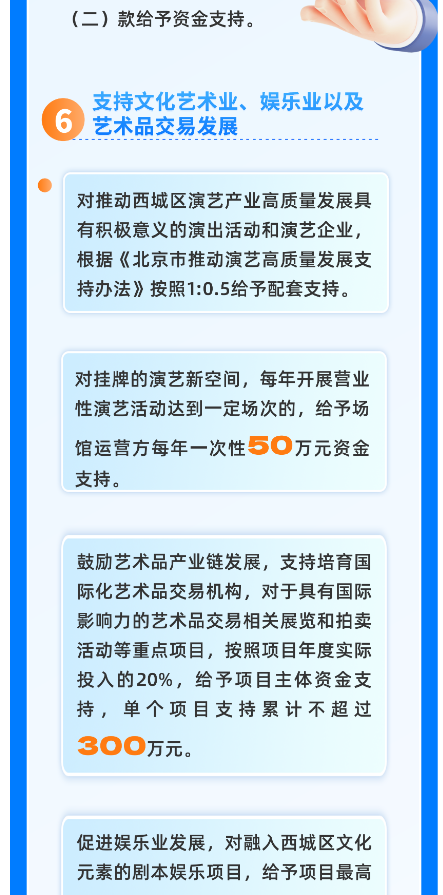 （二）款给予资金支持。
6
支持文化艺术业、娱乐业以及
艺术品交易发展
对推动西城区演艺产业高质量发展具
有积极意义的演出活动和演艺企业，
根据《北京市推动演艺高质量发展支
持办法》按照1:0.5给予配套支持。
对挂牌的演艺新空间，每年开展营业
性演艺活动达到一定场次的，给予场
馆运营方每年一次性50万元资金
支持。
鼓励艺术品产业链发展，支持培育国
际化艺术品交易机构，对于具有国际
影响力的艺术品交易相关展览和拍卖
活动等重点项目，按照项目年度实际
投入的20%，给予项目主体资金支
持，单个项目支持累计不超过
300万元。
促进娱乐业发展，对融入西城区文化
元素的剧本娱乐项目，给予项目最高